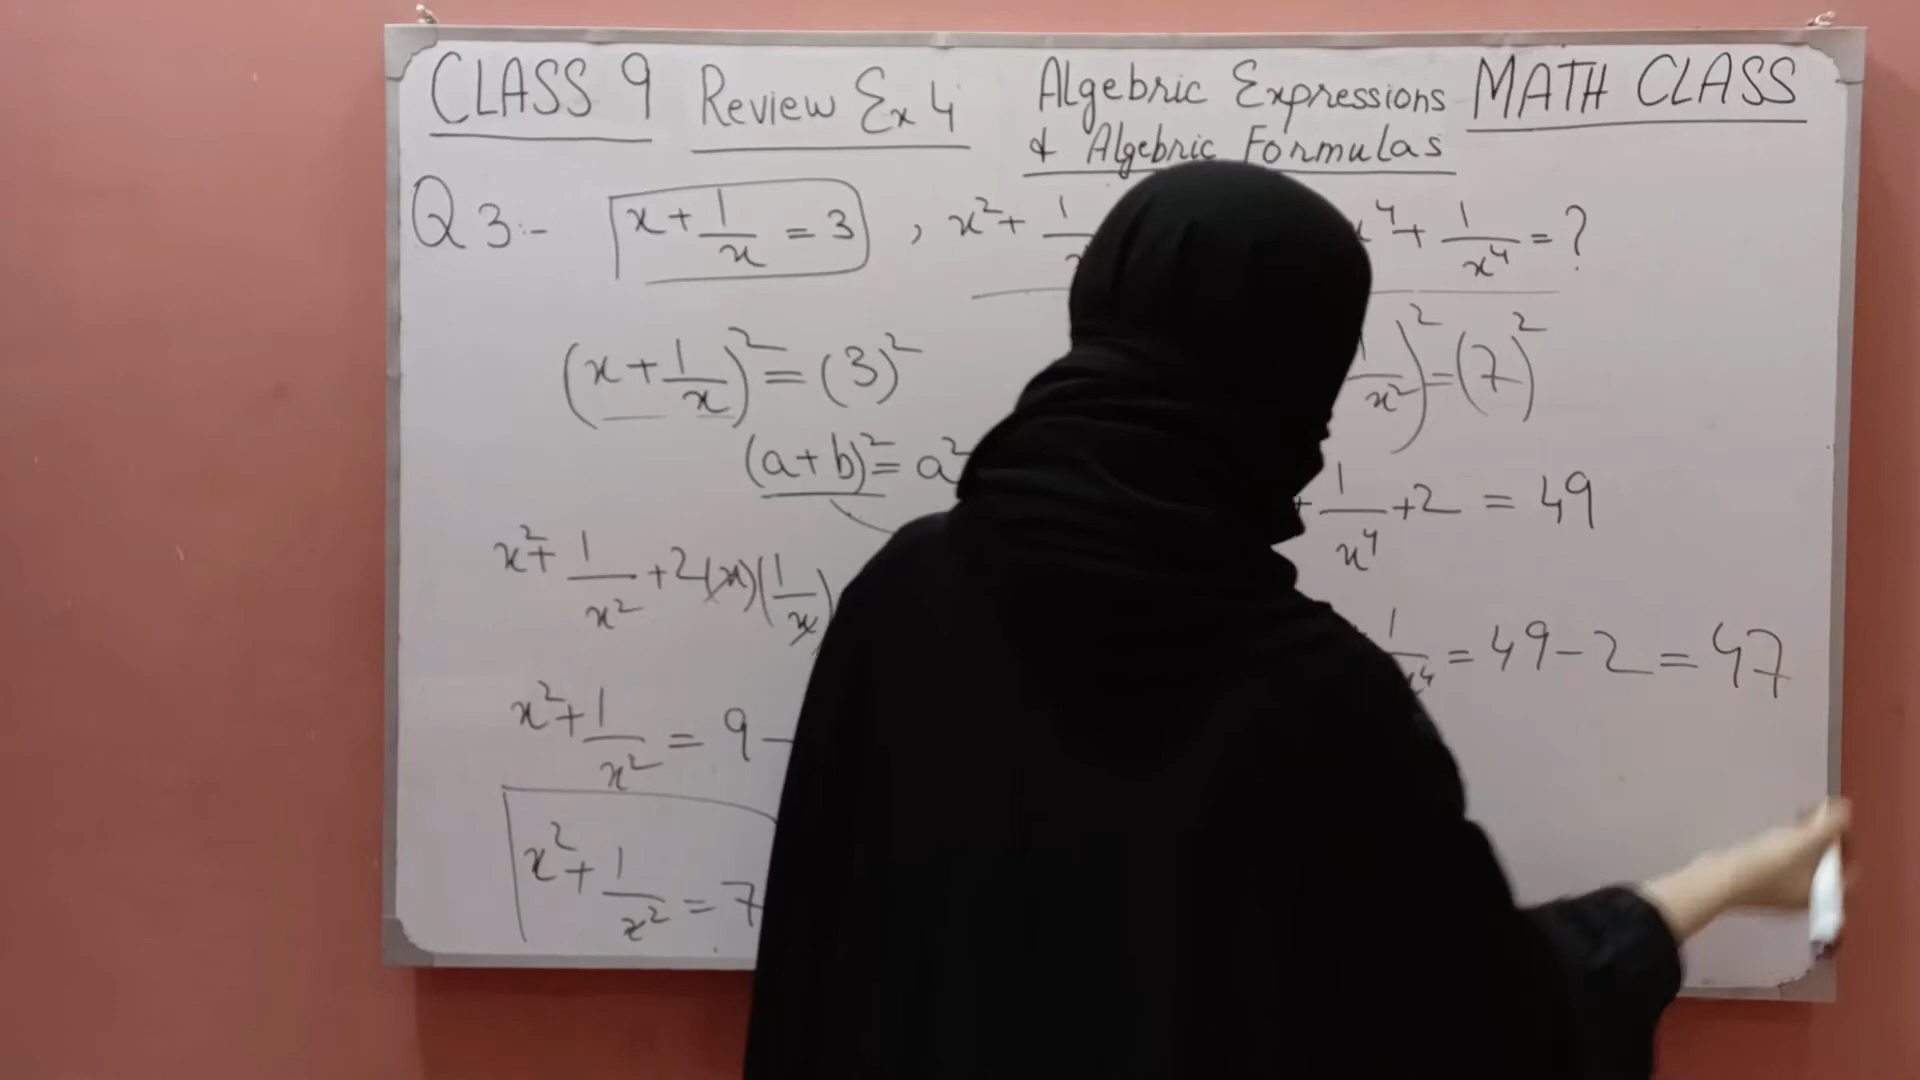 CLASS 9 Review Ex 4 Algebric Expressions MATH CLASS
& Algebric Formulas
Q 3:- x + 1/x = 3 , x² + 1/ x⁴ + 1/x⁴ = ?
(x + 1/x)² = (3)²
(a + b)² = a²
x² + 1/x² + 2(x)(1/x)
x² + 1/x² = 9 -
x² + 1/x² = 7
1/x²)² = (7)²
+ 1/x⁴ + 2 = 49
1/x⁴ = 49 - 2 = 47